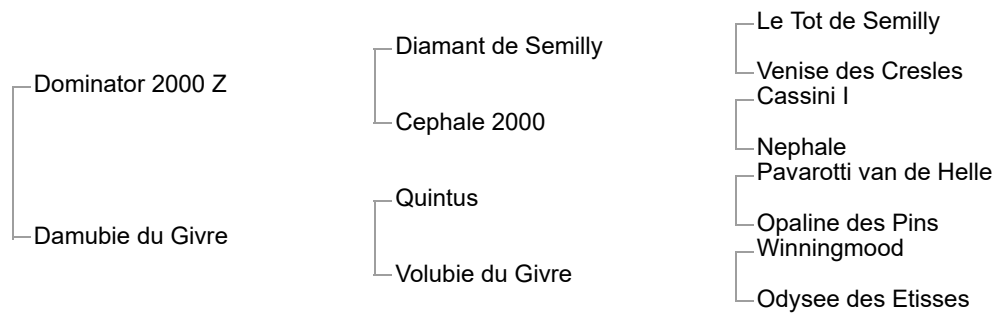 Dominator 2000 Z
Damubie du Givre
Diamant de Semilly
Cephale 2000
Quintus
Volubie du Givre
Le Tot de Semilly
Venise des Cresles
Cassini I
Nephale
Pavarotti van de Helle
Opaline des Pins
Winningmood
Odysee des Etisses